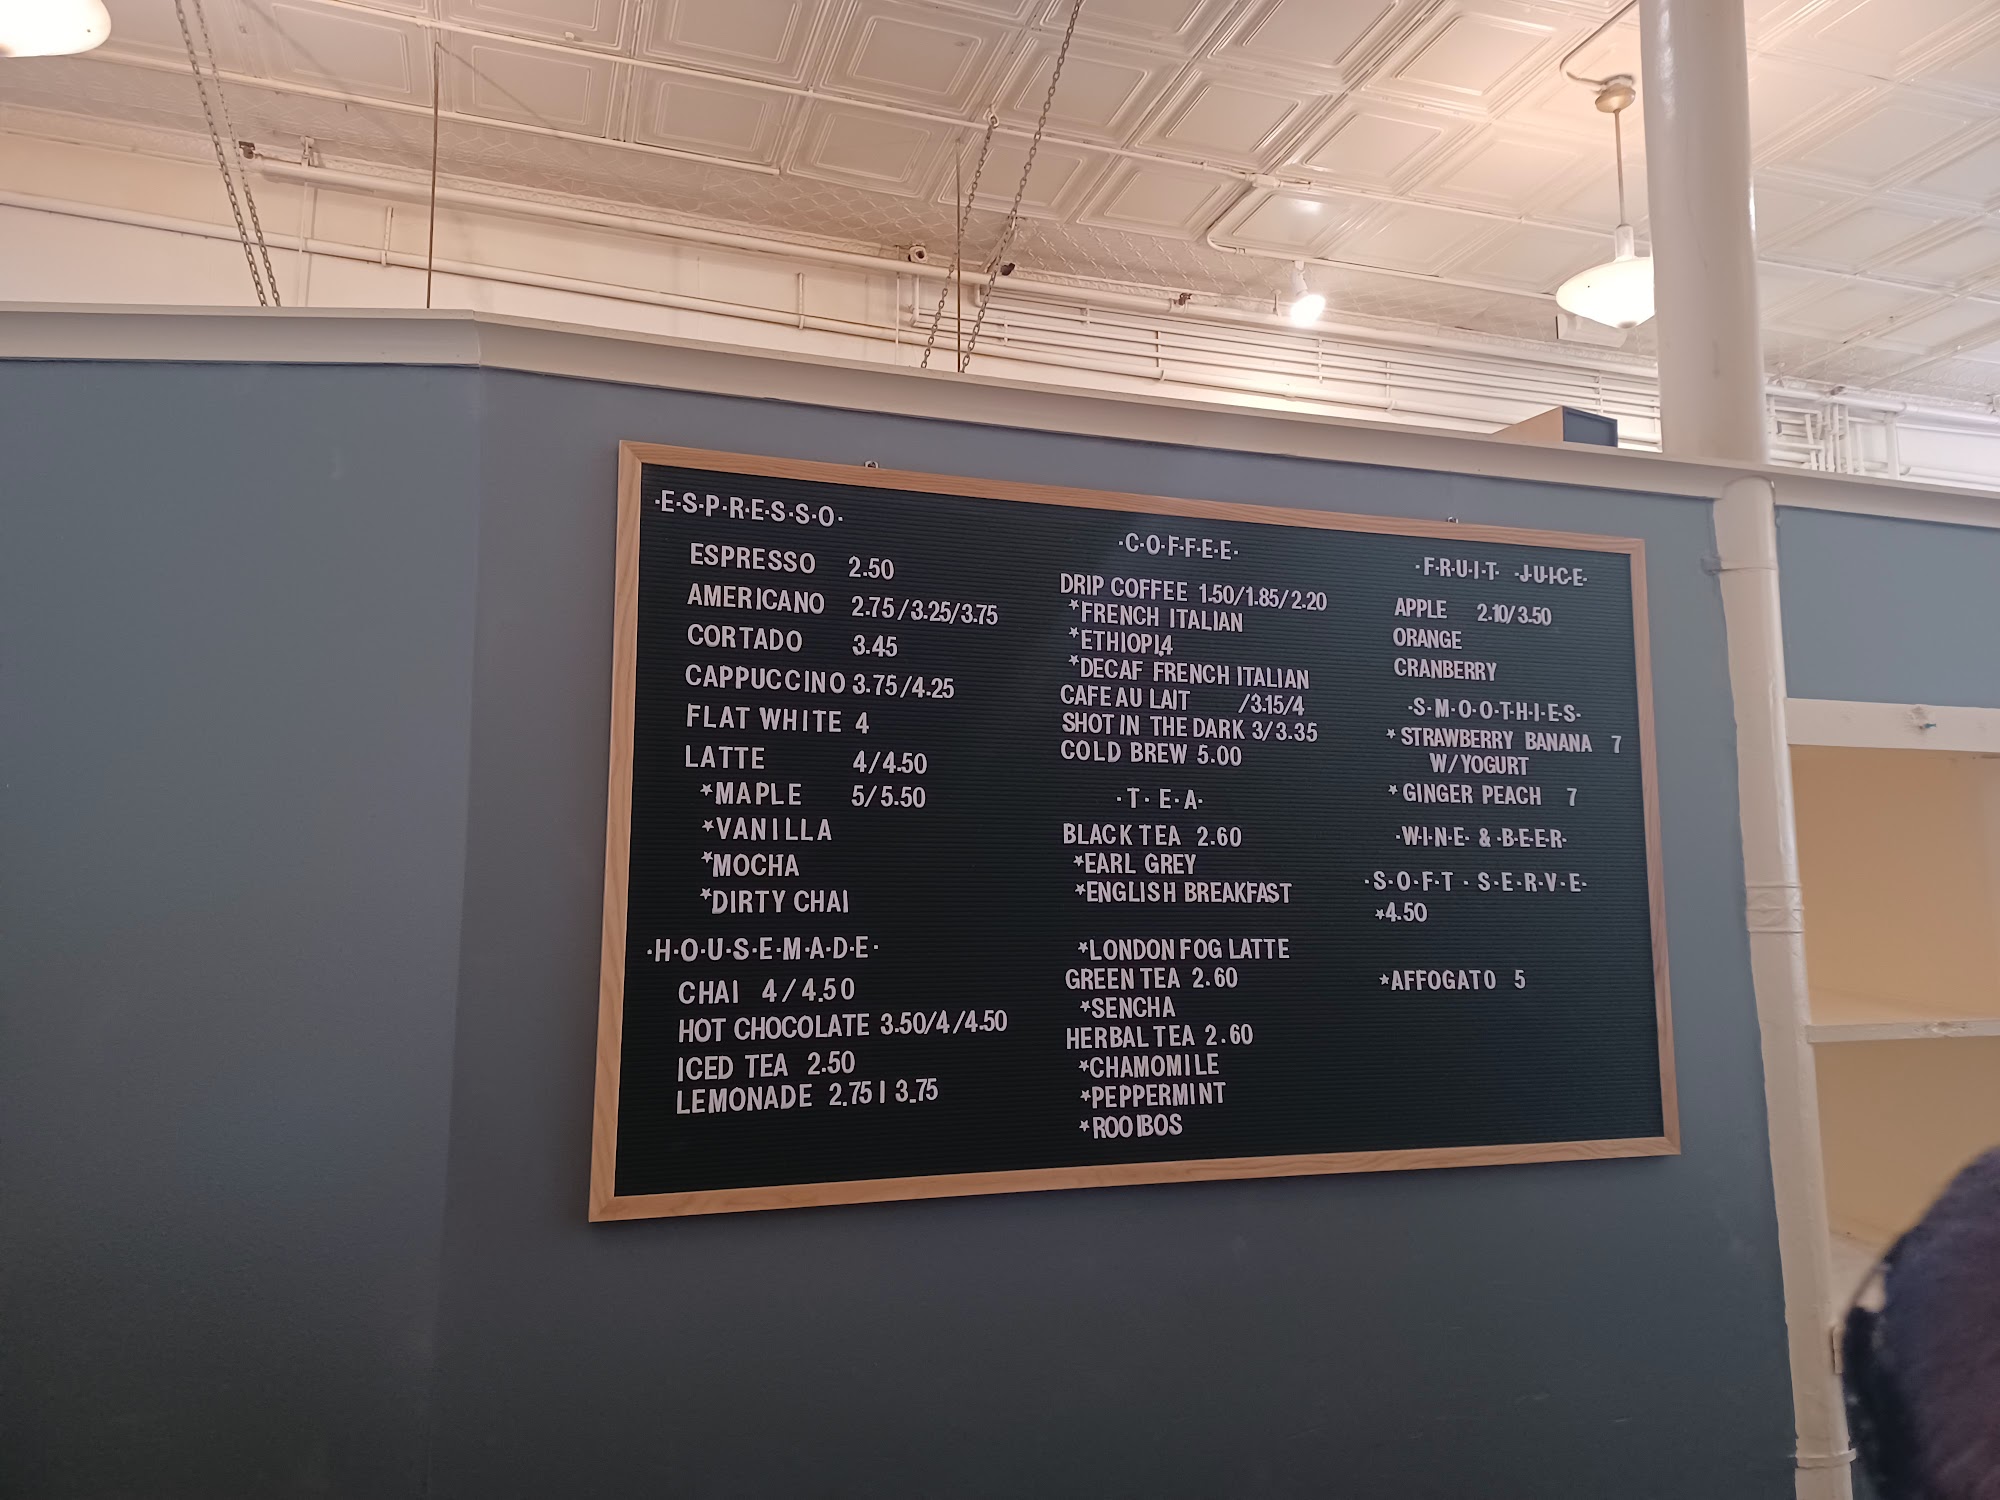 ·E·S·P·R·E·S·S·O·
ESPRESSO 2.50
AMERICANO 2.75/3.25/3.75
CORTADO 3.45
CAPPUCCINO 3.75/4.25
FLAT WHITE 4
LATTE 4/4.50
*MAPLE 5/5.50
*VANILLA
*MOCHA
*DIRTY CHAI
·H·O·U·S·E·M·A·D·E·
CHAI 4/4.50
HOT CHOCOLATE 3.50/4/4.50
ICED TEA 2.50
LEMONADE 2.75 | 3.75
·C·O·F·F·E·E·
DRIP COFFEE 1.50/1.85/2.20
*FRENCH ITALIAN
*ETHIOPI4
*DECAF FRENCH ITALIAN
CAFE AU LAIT /3.15/4
SHOT IN THE DARK 3/3.35
COLD BREW 5.00
·T·E·A·
BLACK TEA 2.60
*EARL GREY
*ENGLISH BREAKFAST
*LONDON FOG LATTE
GREEN TEA 2.60
*SENCHA
HERBAL TEA 2.60
*CHAMOMILE
*PEPPERMINT
*ROOIBOS
·F·R·U·I·T· ·J·U·I·C·E·
APPLE 2.10/3.50
ORANGE
CRANBERRY
·S·M·O·O·T·H·I·E·S·
*STRAWBERRY BANANA 7
W/YOGURT
*GINGER PEACH 7
·W·I·N·E· & ·B·E·E·R·
·S·O·F·T·S·E·R·V·E·
*4.50
*AFFOGATO 5